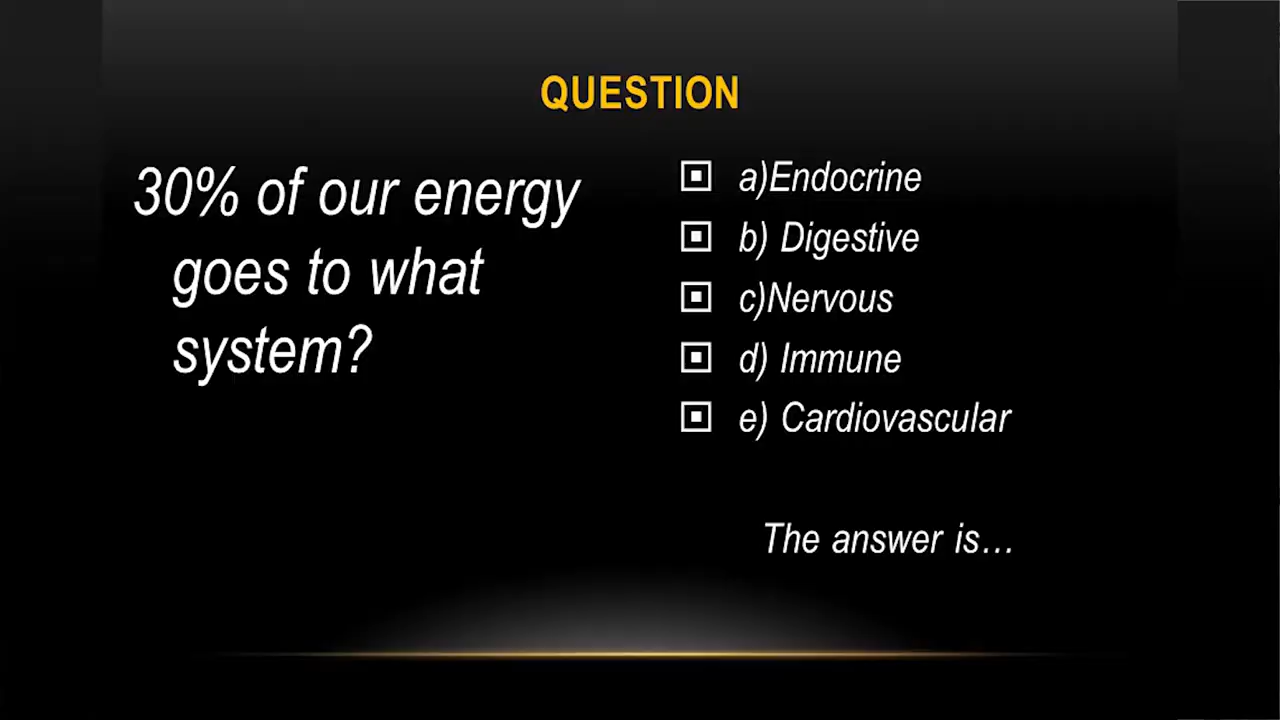 QUESTION
30% of our energy
goes to what
system?
a)Endocrine
b) Digestive
c)Nervous
d) Immune
e) Cardiovascular
The answer is…